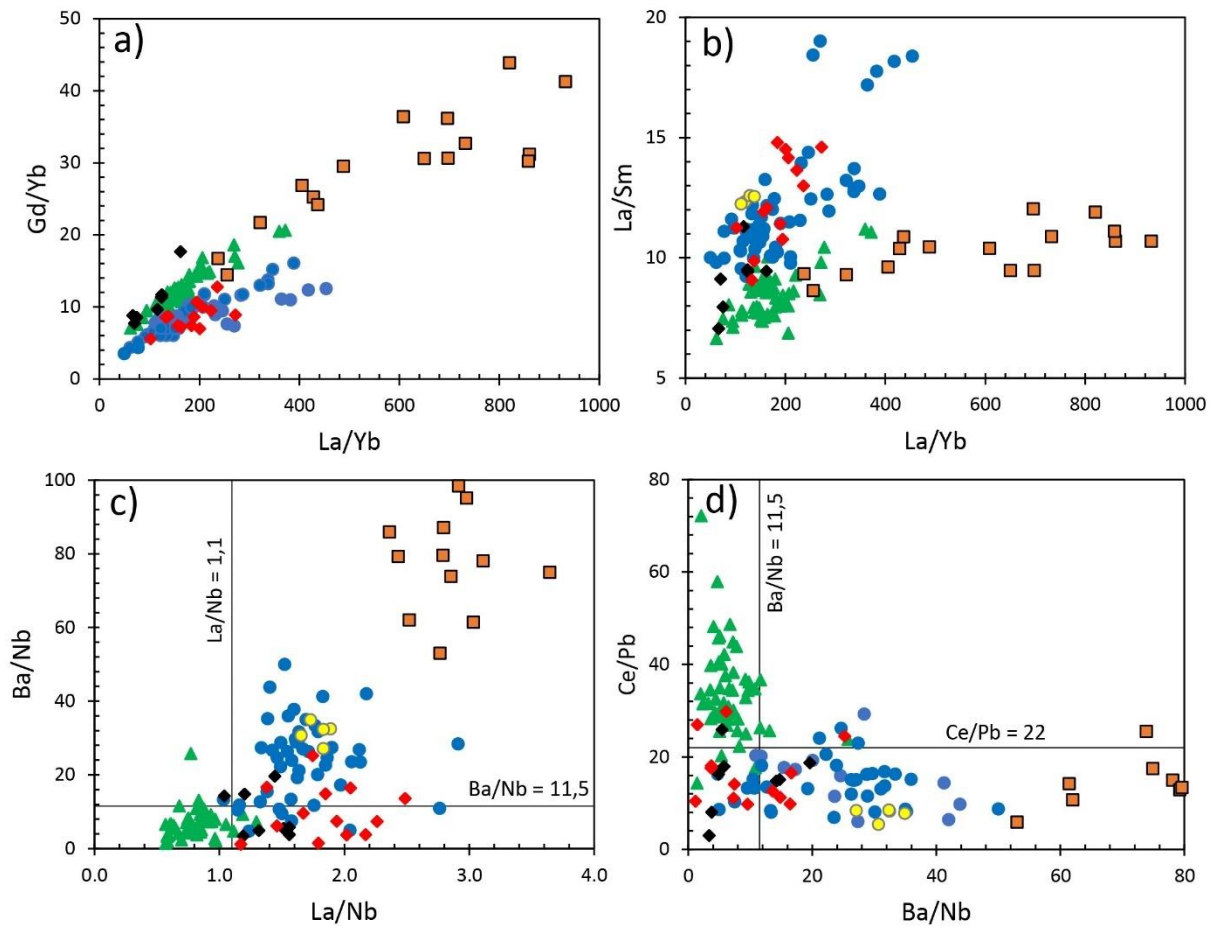 a)
50
40
30
20
10
0
Gd/Yb
0 200 400 600 800 1000
La/Yb
b)
20
15
10
5
La/Sm
0 200 400 600 800 1000
La/Yb
c)
100
80
60
40
20
0
Ba/Nb
La/Nb = 1,1
Ba/Nb = 11,5
0.0 1.0 2.0 3.0 4.0
La/Nb
d)
80
60
40
20
0
Ce/Pb
Ba/Nb = 11,5
Ce/Pb = 22
0 20 40 60 80
Ba/Nb